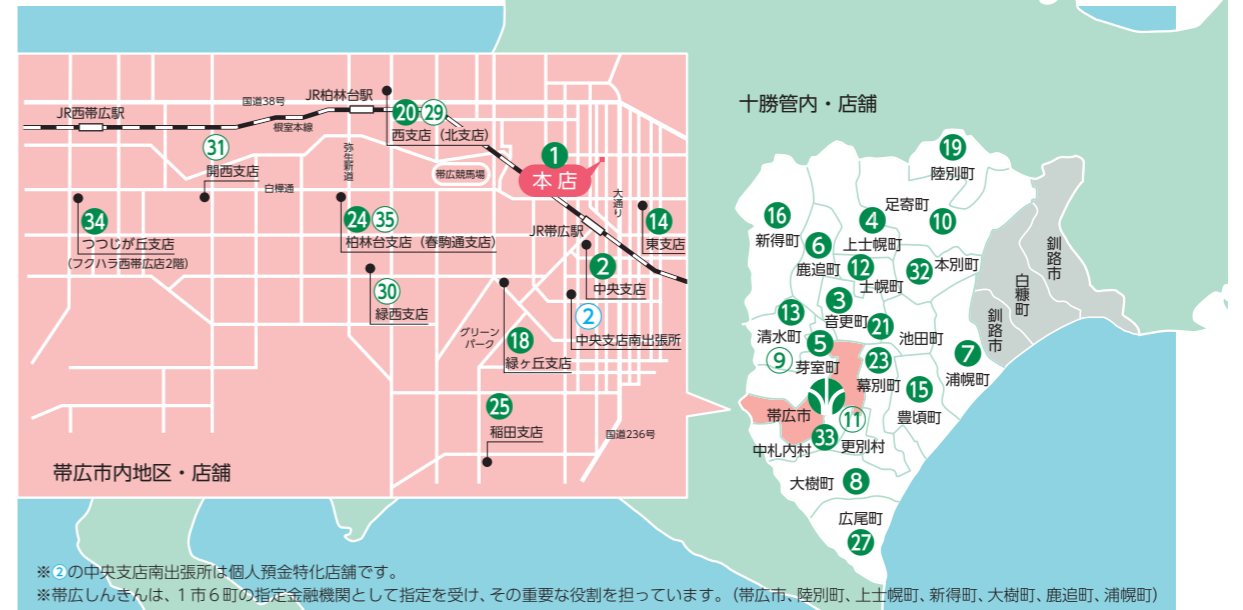 JR西帯広駅
国道38号
JR柏林台駅
根室本線
⑳㉙
西支店（北支店）
㉛
開西支店
白樺通
弥生新道
帯広競馬場
①
本店
大通り
JR帯広駅
⑭
東支店
㉞
つつじが丘支店
(フクハラ西帯広店2階)
㉔㉟
柏林台支店（春駒通支店）
②
中央支店
㉚
緑西支店
②
中央支店南出張所
グリーン
パーク
⑱
緑ヶ丘支店
㉕
稲田支店
国道236号
帯広市内地区・店舗
十勝管内・店舗
⑲
陸別町
足寄町
⑩
⑯
新得町
④
上士幌町
⑥
鹿追町
⑫
士幌町
㉜
本別町
釧路市
白糠町
釧路市
③
音更町
㉑
⑬
清水町
池田町
⑦
浦幌町
⑤
芽室町
⑨
㉓
幕別町
⑮
豊頃町
帯広市
⑪
更別村
㉝
中札内村
大樹町
⑧
広尾町
㉗
※②の中央支店南出張所は個人預金特化店舗です。
※帯広しんきんは、1市6町の指定金融機関として指定を受け、その重要な役割を担っています。（帯広市、陸別町、上士幌町、新得町、大樹町、鹿追町、浦幌町）